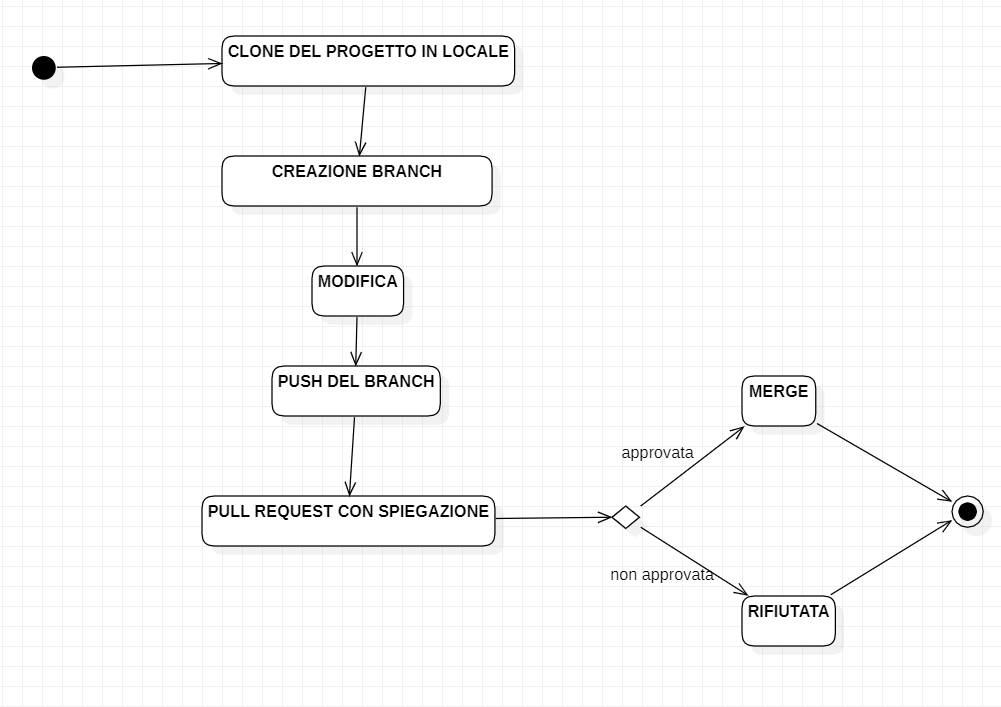 CLONE DEL PROGETTO IN LOCALE
CREAZIONE BRANCH
MODIFICA
PUSH DEL BRANCH
PULL REQUEST CON SPIEGAZIONE
approvata
non approvata
MERGE
RIFIUTATA